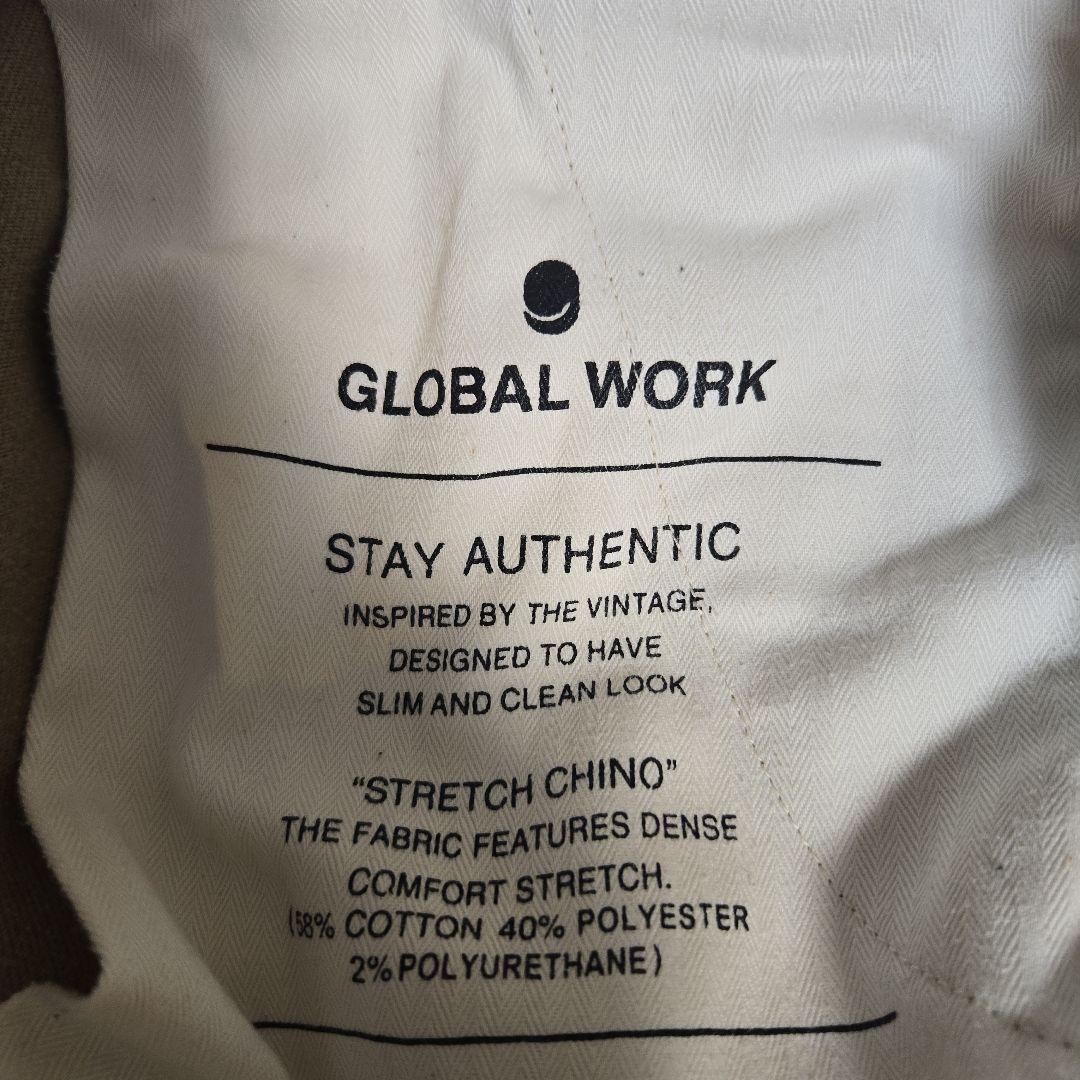 GLOBAL WORK
STAY AUTHENTIC
INSPIRED BY THE VINTAGE,
DESIGNED TO HAVE
SLIM AND CLEAN LOOK
"STRETCH CHINO"
THE FABRIC FEATURES DENSE
COMFORT STRETCH.
(58% COTTON 40% POLYESTER
2% POLYURETHANE)